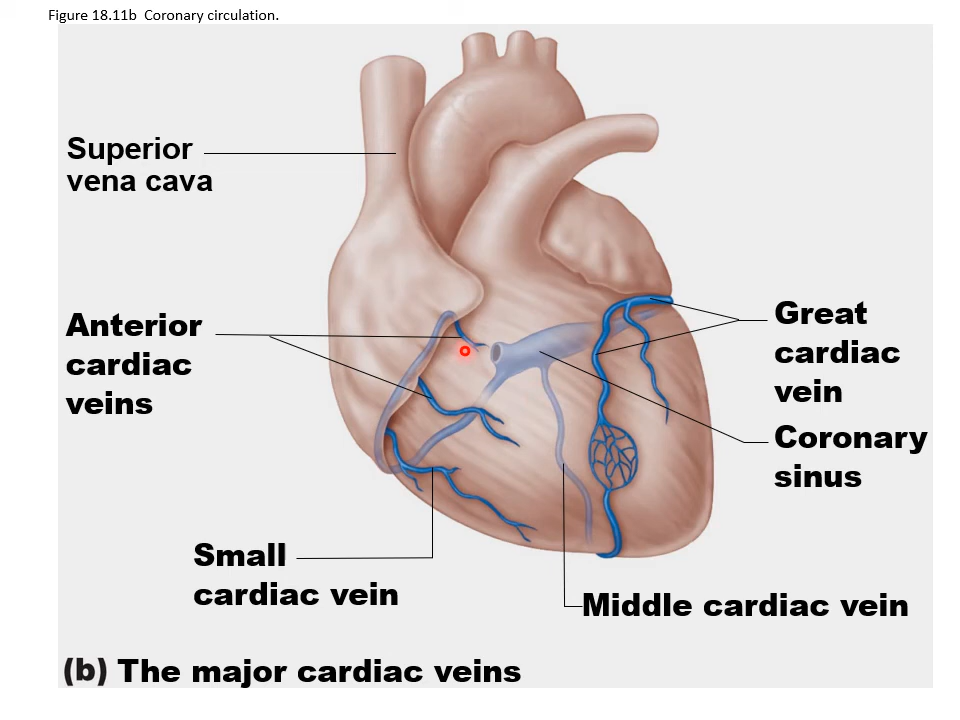 Figure 18.11b  Coronary circulation.
Superior
vena cava
Anterior
cardiac
veins
Small
cardiac vein
Great
cardiac
vein
Coronary
sinus
Middle cardiac vein
(b) The major cardiac veins